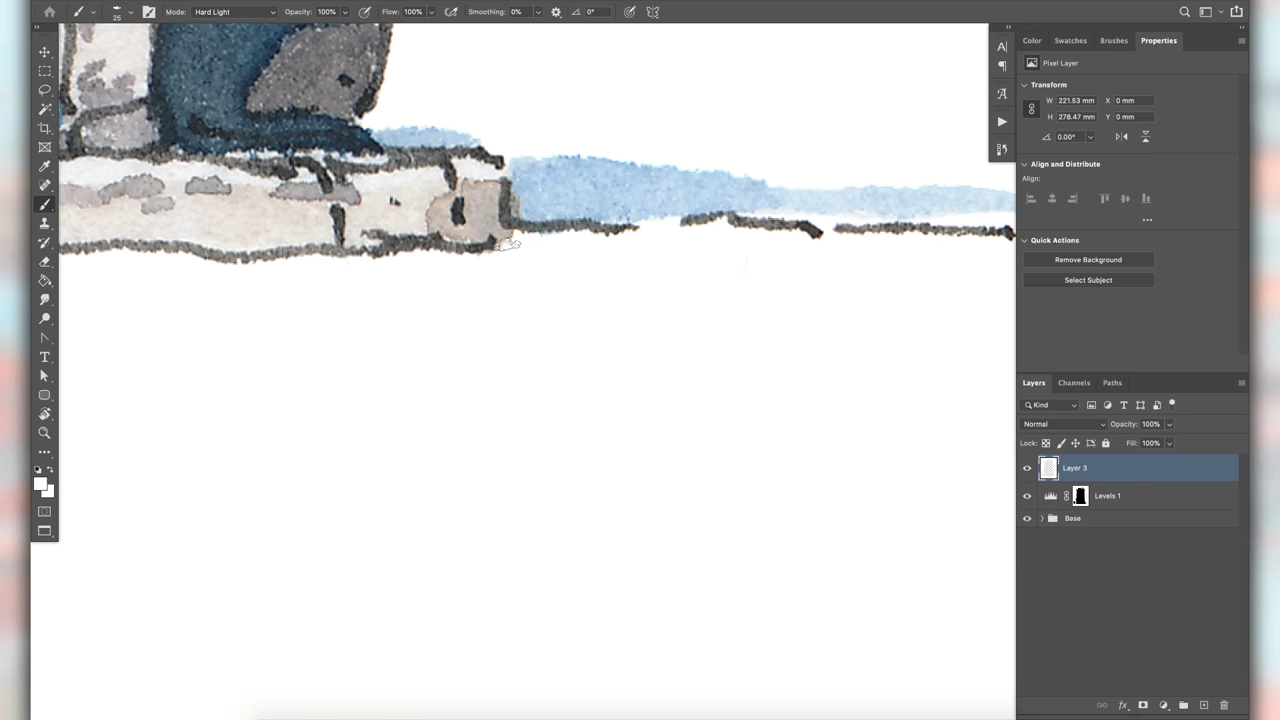 25 Mode: Hard Light Opacity: 100% Flow: 100% Smoothing: 0% 0°
Color Swatches Brushes Properties
Pixel Layer
Transform
W 221.53 mm X 0 mm
H 278.47 mm Y 0 mm
0.00°
Align and Distribute
Align:
Quick Actions
Remove Background
Select Subject
Layers Channels Paths
Kind
Normal Opacity: 100%
Lock: Fill: 100%
Layer 3
Levels 1
Base
fx